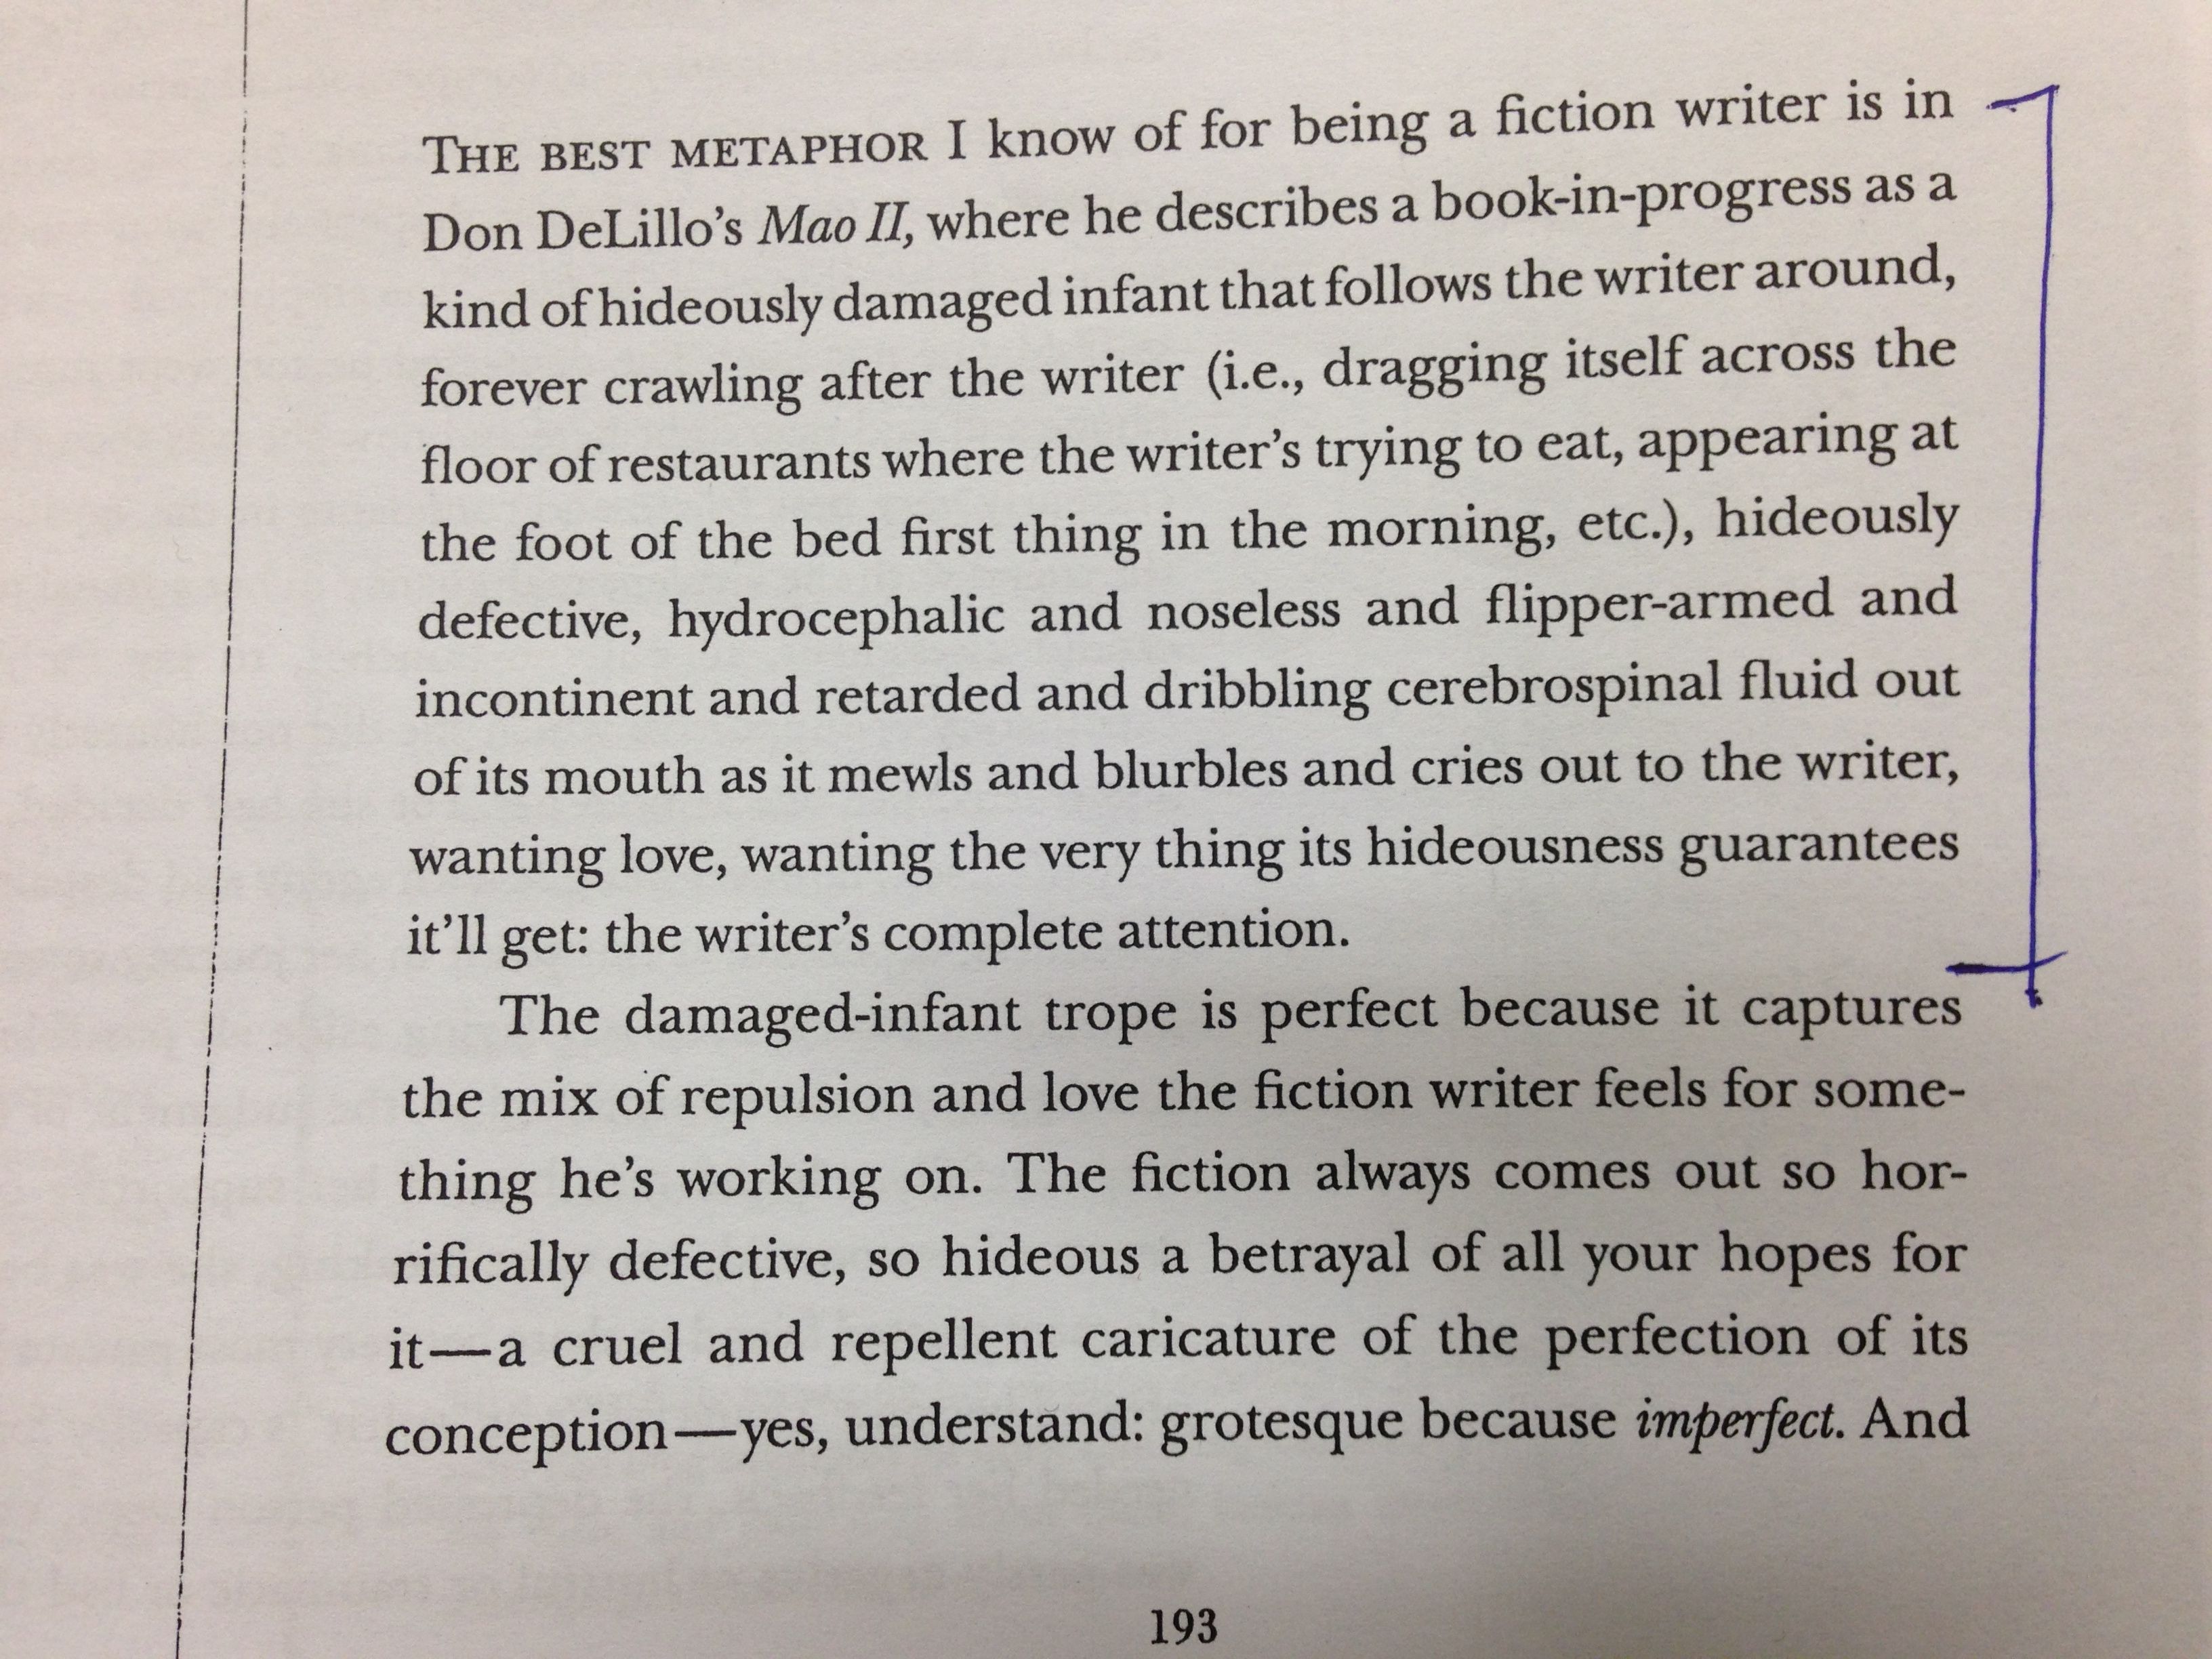 THE BEST METAPHOR I know of for being a fiction writer is in
Don DeLillo's Mao II, where he describes a book-in-progress as a
kind of hideously damaged infant that follows the writer around,
forever crawling after the writer (i.e., dragging itself across the
floor of restaurants where the writer's trying to eat, appearing at
the foot of the bed first thing in the morning, etc.), hideously
defective, hydrocephalic and noseless and flipper-armed and
incontinent and retarded and dribbling cerebrospinal fluid out
of its mouth as it mewls and blurbles and cries out to the writer,
wanting love, wanting the very thing its hideousness guarantees
it'll get: the writer's complete attention.
The damaged-infant trope is perfect because it captures
the mix of repulsion and love the fiction writer feels for some-
thing he's working on. The fiction always comes out so hor-
rifically defective, so hideous a betrayal of all your hopes for
it—a cruel and repellent caricature of the perfection of its
conception—yes, understand: grotesque because imperfect. And
193